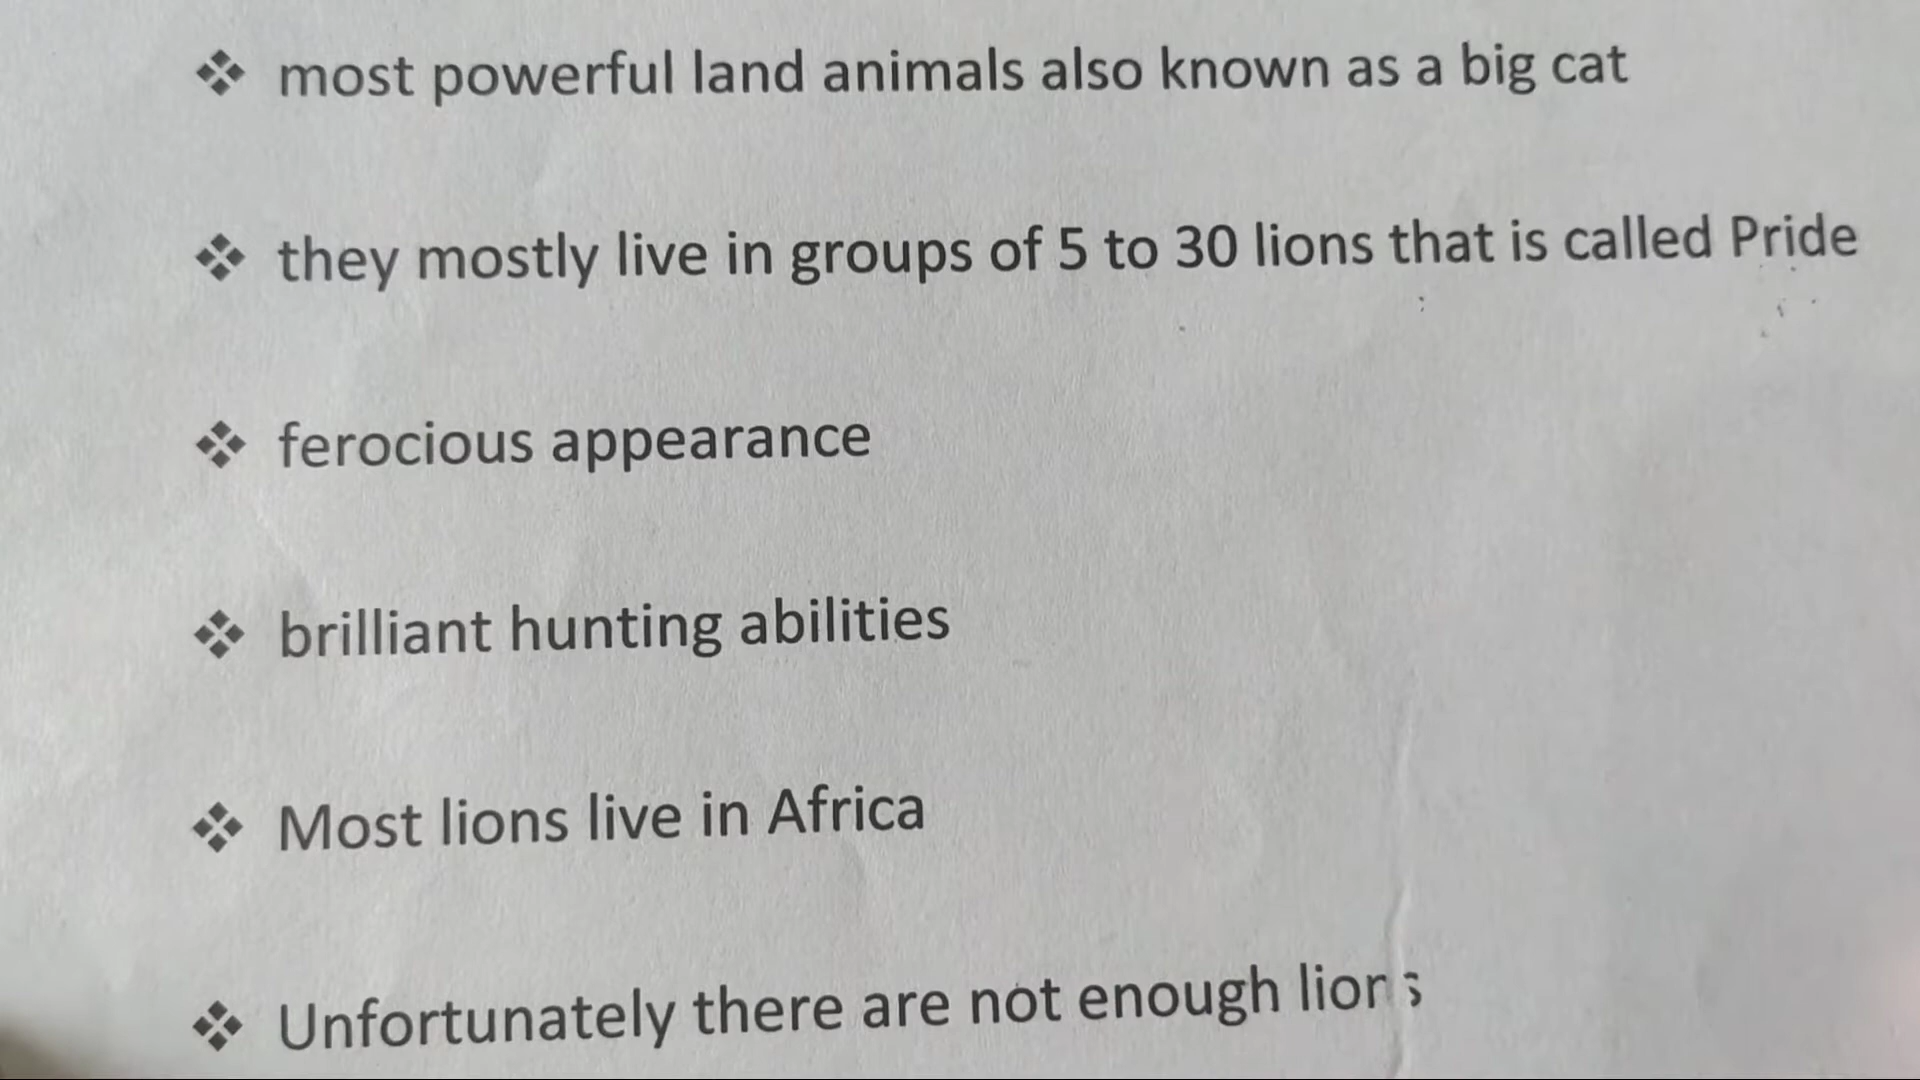 ❖ most powerful land animals also known as a big cat
❖ they mostly live in groups of 5 to 30 lions that is called Pride
❖ ferocious appearance
❖ brilliant hunting abilities
❖ Most lions live in Africa
❖ Unfortunately there are not enough lions